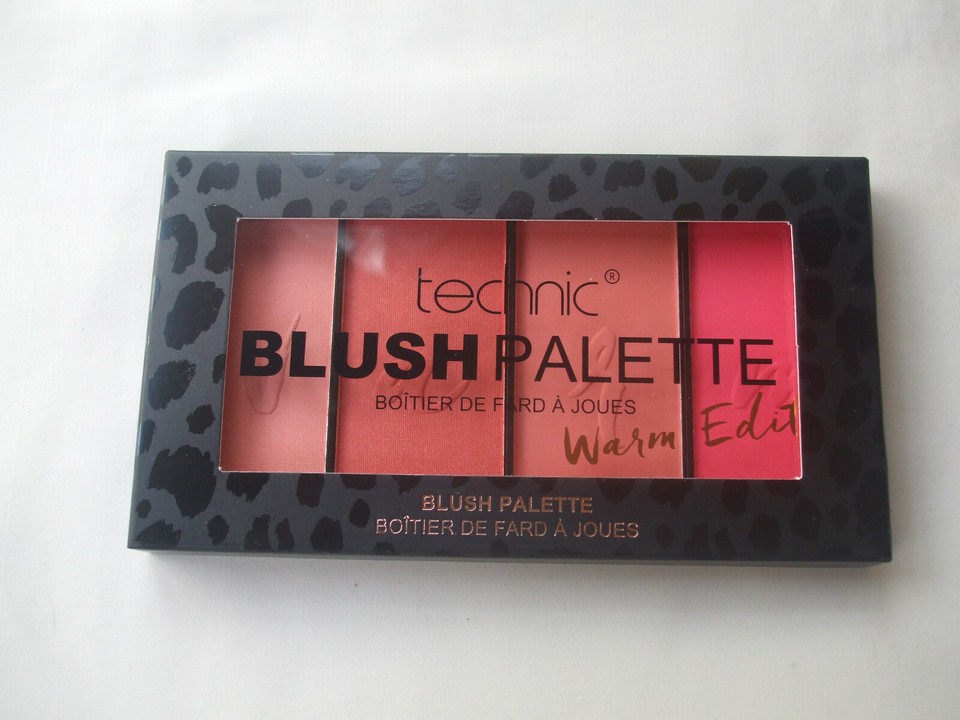 technic®
BLUSH PALETTE
BOÎTIER DE FARD À JOUES
Warm Edit
BLUSH PALETTE
BOÎTIER DE FARD À JOUES